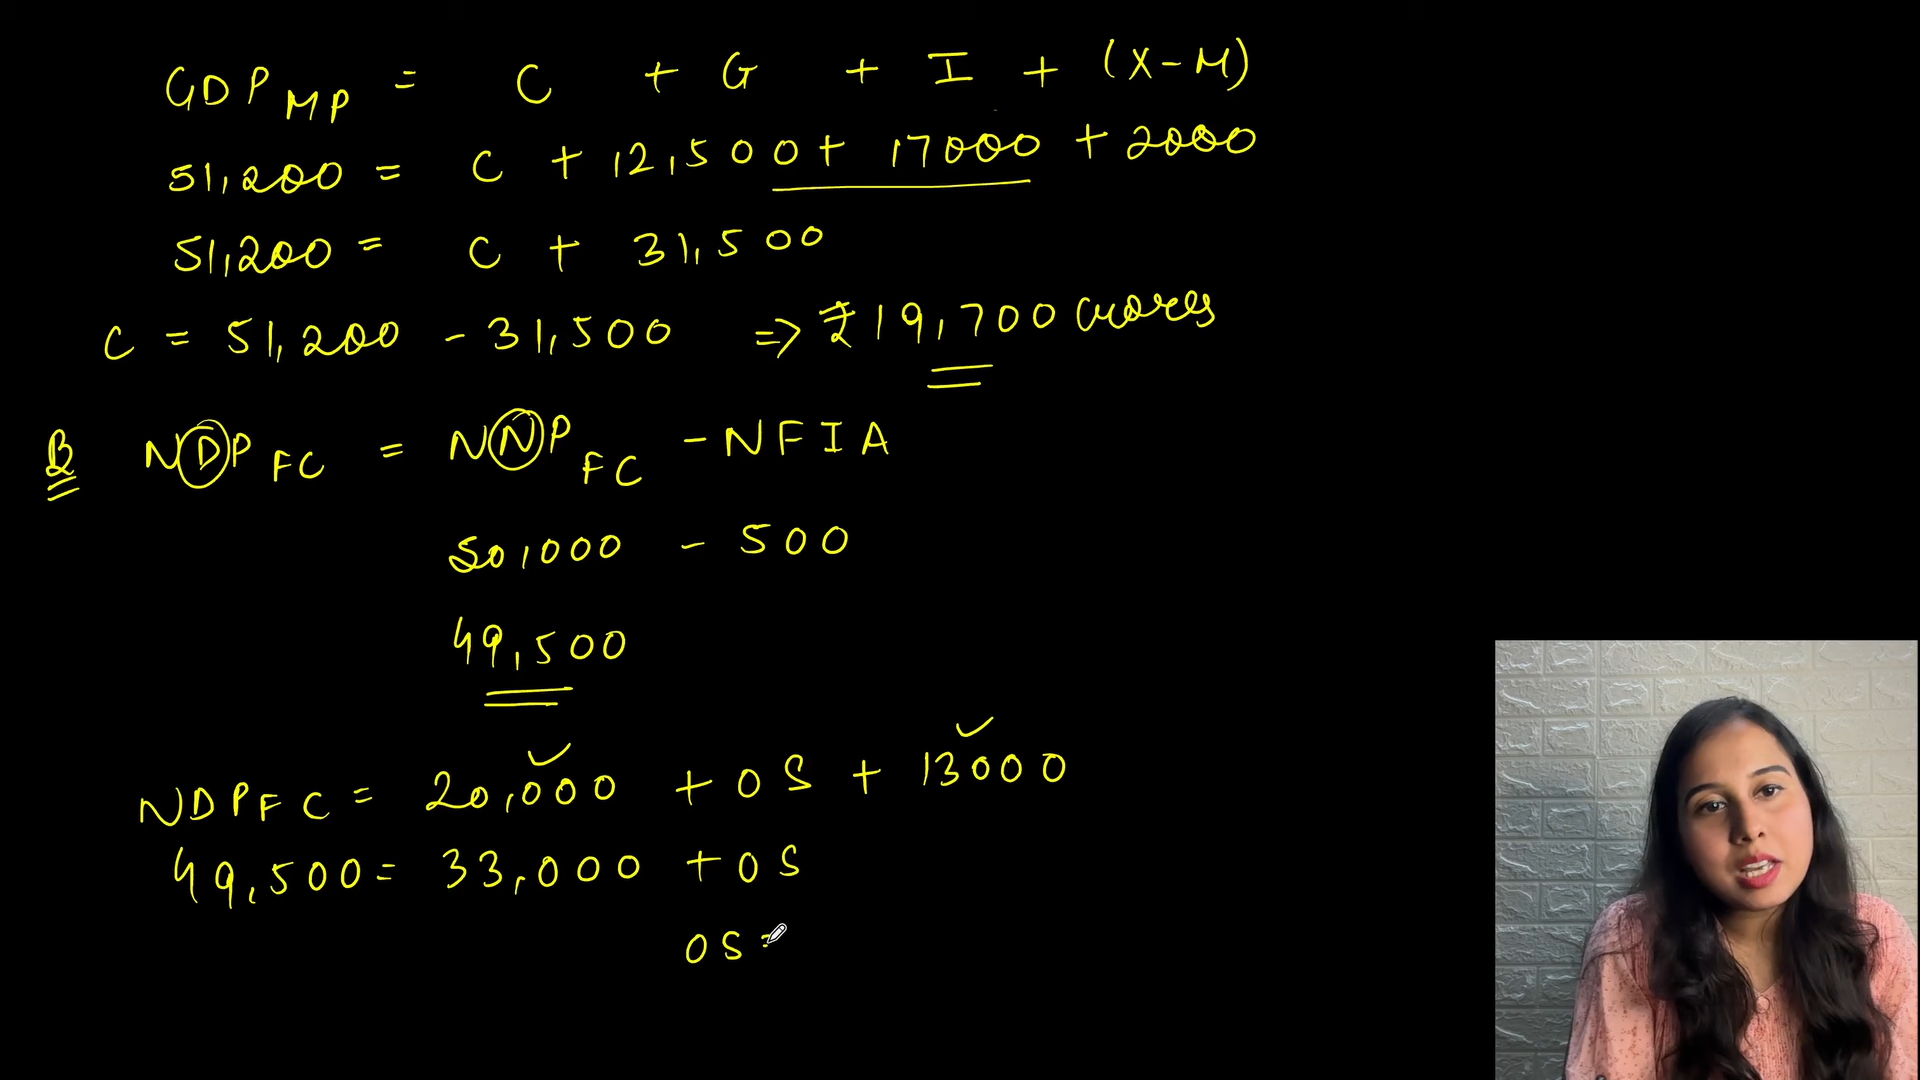 GDP MP = C + G + I + (X-M)
51,200 = C + 12,500 + 17000 + 2000
51,200 = C + 31,500
C = 51,200 - 31,500 => ₹19,700 crores
B NDP FC = NNP FC - NFIA
50,000 - 500
49,500
NDPFC = 20,000 + OS + 13000
49,500 = 33,000 + OS
OS =